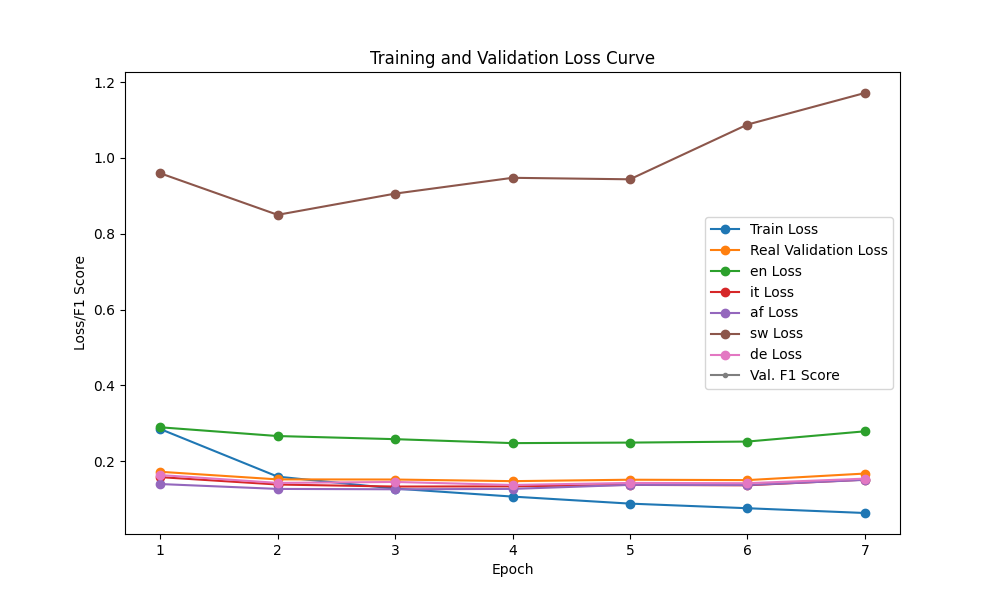 Training and Validation Loss Curve
Loss/F1 Score
1.2
1.0
0.8
0.6
0.4
0.2
Train Loss
Real Validation Loss
en Loss
it Loss
af Loss
sw Loss
de Loss
Val. F1 Score
1 2 3 4 5 6 7
Epoch